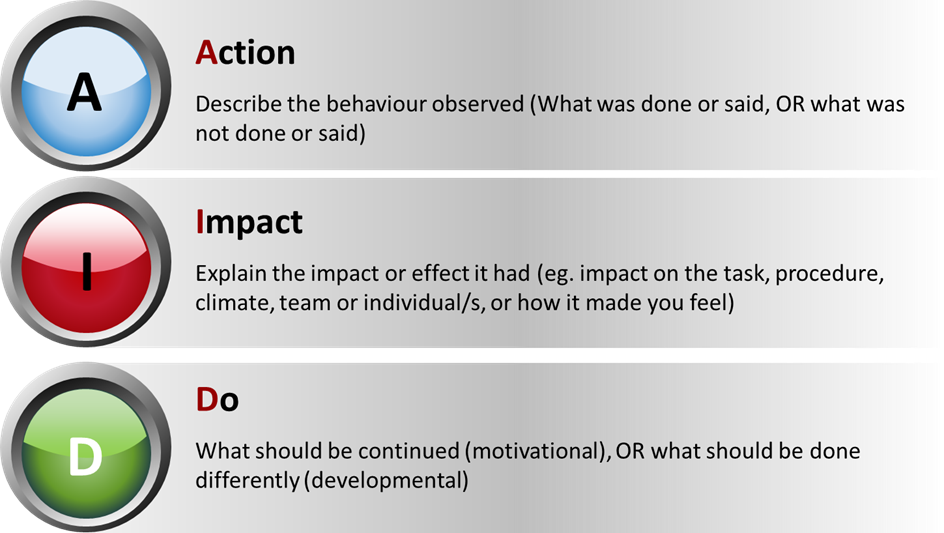 A
Action
Describe the behaviour observed (What was done or said, OR what was
not done or said)
I
Impact
Explain the impact or effect it had (eg. impact on the task, procedure,
climate, team or individual/s, or how it made you feel)
D
Do
What should be continued (motivational), OR what should be done
differently (developmental)